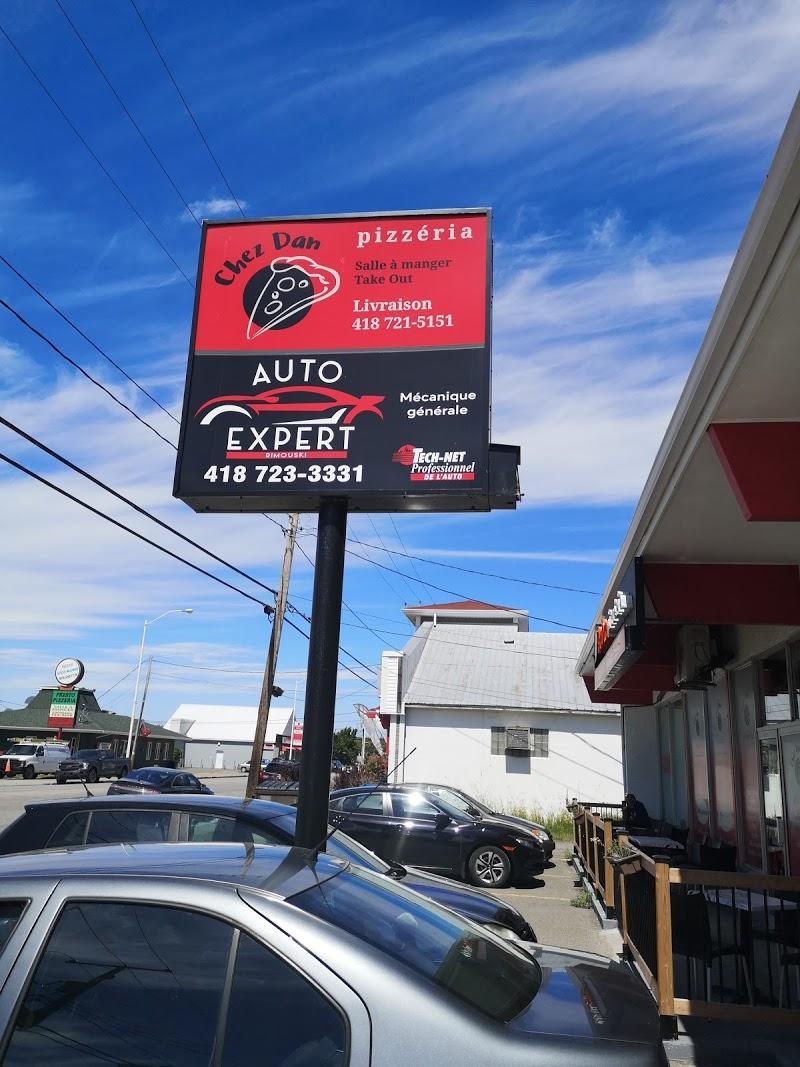 Chez Dan
pizzéria
Salle à manger
Take Out
Livraison
418 721-5151
AUTO
EXPERT
RIMOUSKI
418 723-3331
Mécanique
générale
TECH-NET
Professionnel
DE L'AUTO
PIZZERIA